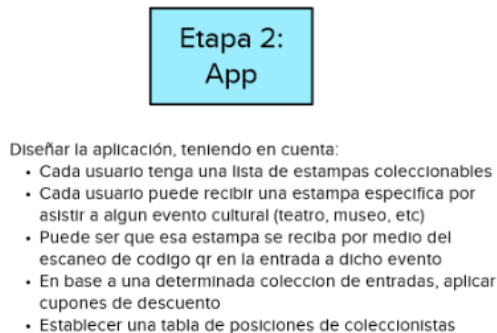 Etapa 2:
App
Diseñar la aplicación, teniendo en cuenta:
• Cada usuario tenga una lista de estampas coleccionables
• Cada usuario puede recibir una estampa especifica por
asistir a algun evento cultural (teatro, museo, etc)
• Puede ser que esa estampa se reciba por medio del
escaneo de codigo qr en la entrada a dicho evento
• En base a una determinada coleccion de entradas, aplicar
cupones de descuento
• Establecer una tabla de posiciones de coleccionistas